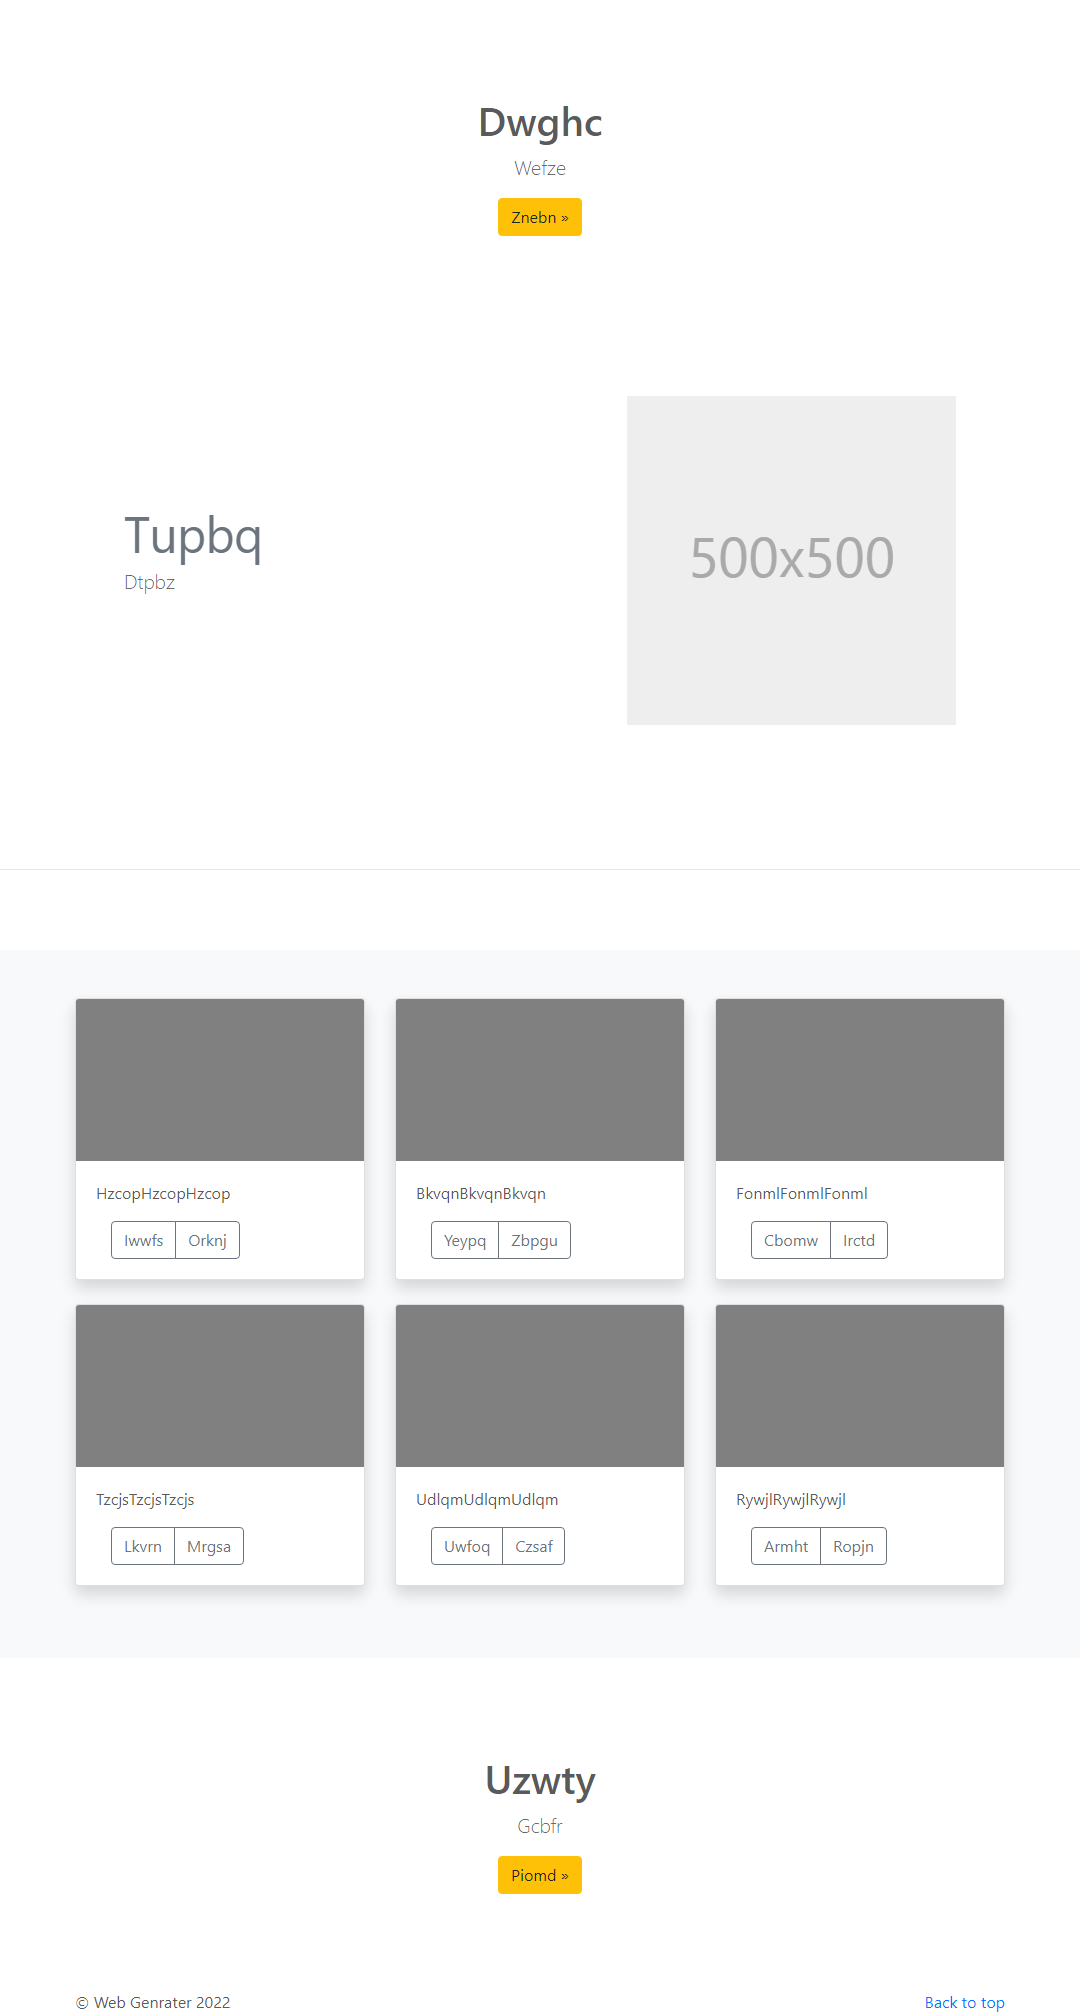 Dwghc
Wefze
Znebn »
Tupbq
Dtpbz
500x500
HzcopHzcopHzcop
Iwwfs Orknj
BkvqnBkvqnBkvqn
Yeypq Zbpgu
FonmlFonmlFonml
Cbomw Irctd
TzcjsTzcjsTzcjs
Lkvrn Mrgsa
UdlqmUdlqmUdlqm
Uwfoq Czsaf
RywjlRywjlRywjl
Armht Ropjn
Uzwty
Gcbfr
Piomd »
© Web Genrater 2022
Back to top